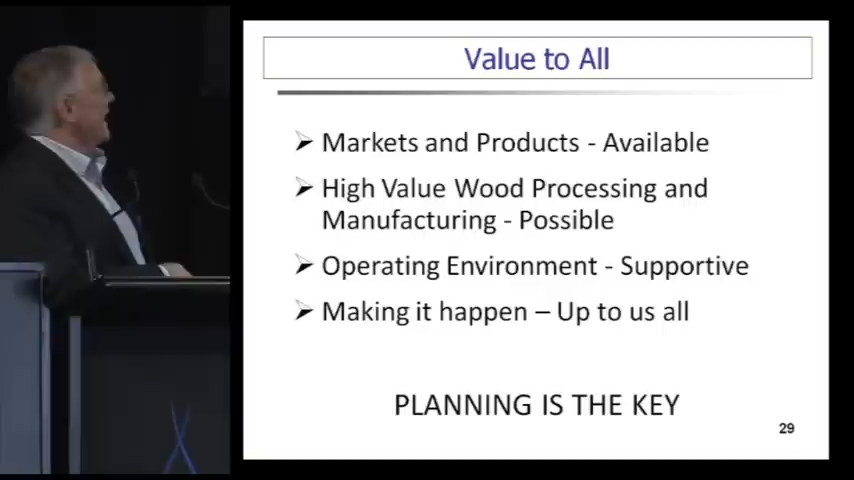 Value to All
➢ Markets and Products - Available
➢ High Value Wood Processing and
Manufacturing - Possible
➢ Operating Environment - Supportive
➢ Making it happen – Up to us all
PLANNING IS THE KEY
29